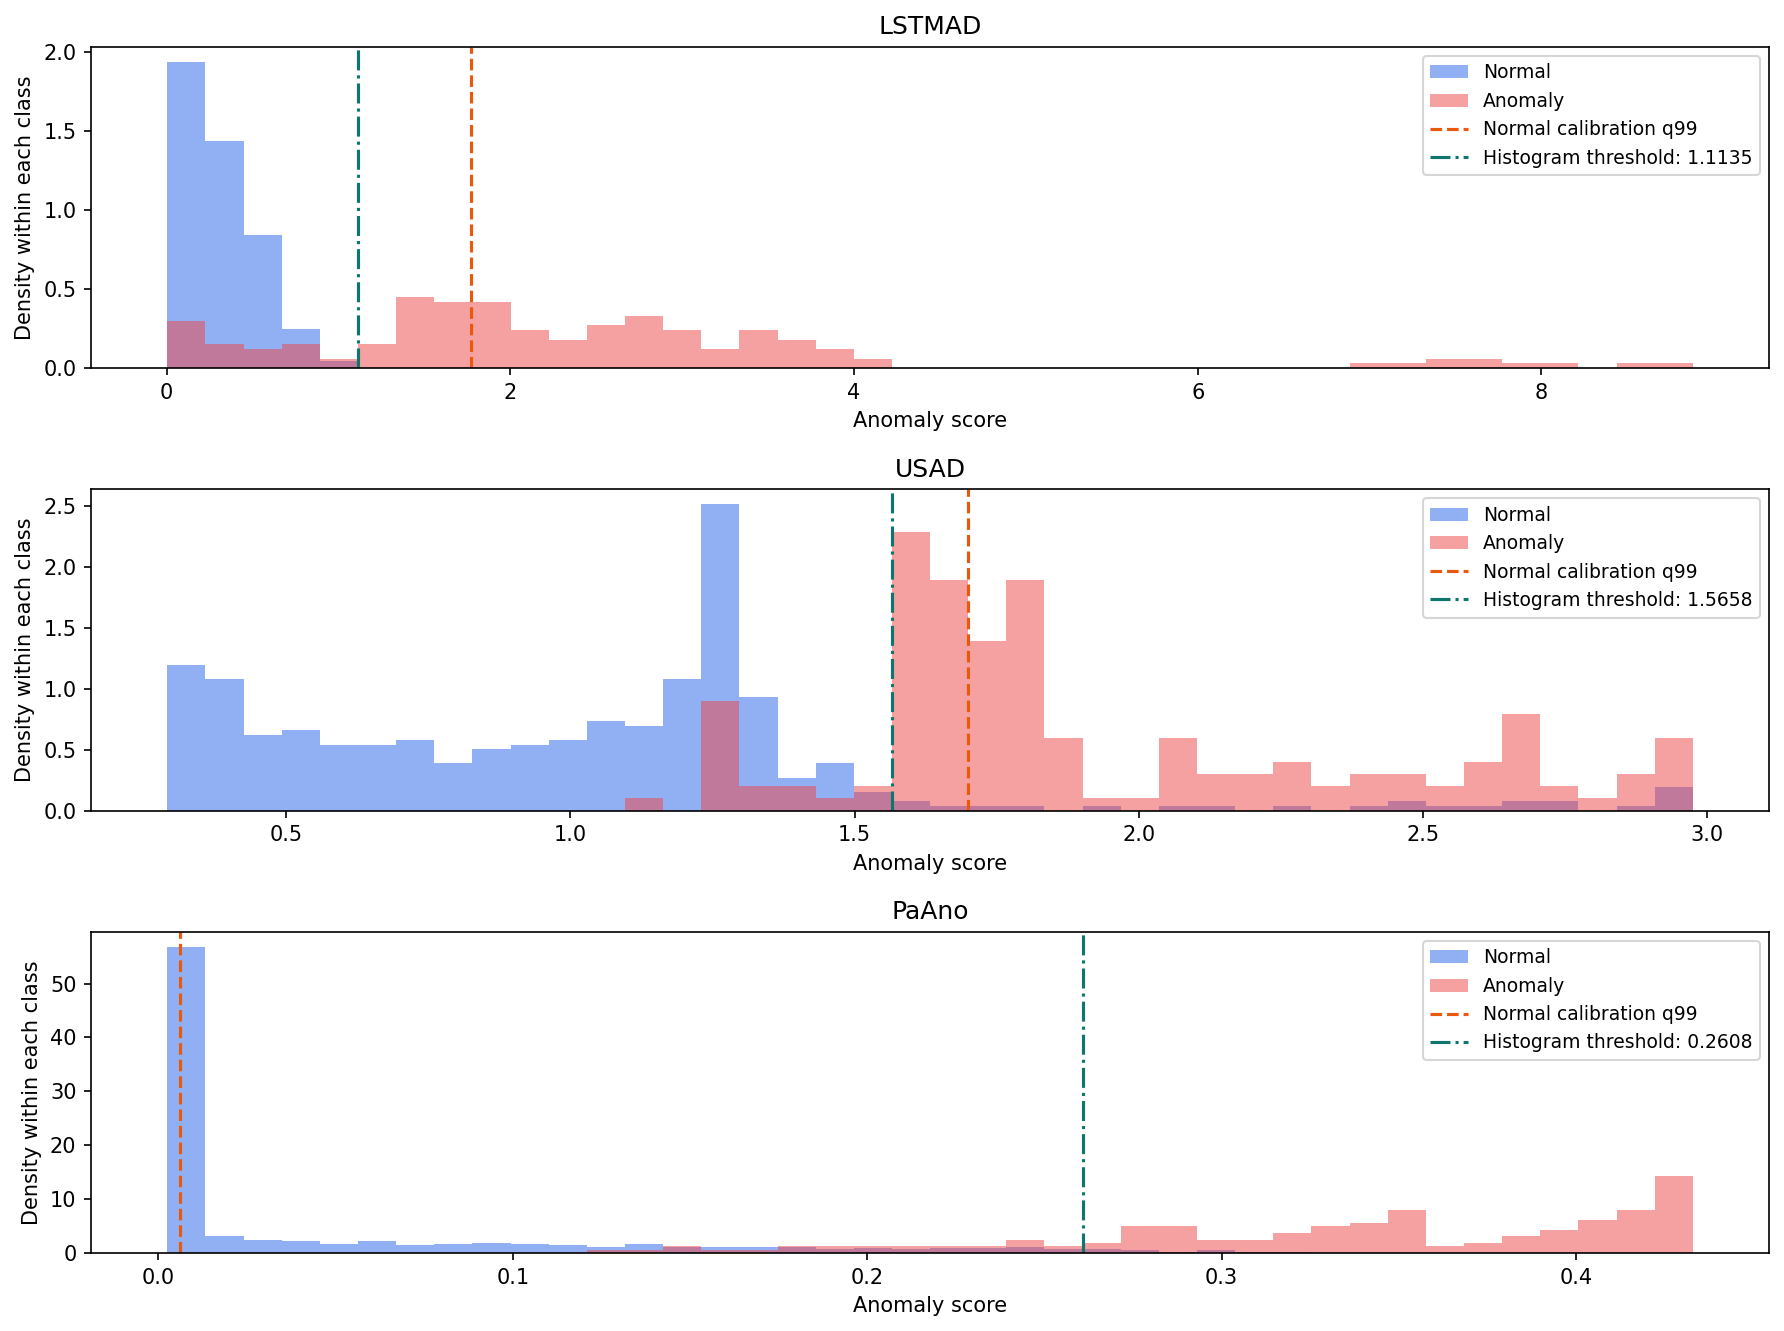 LSTMAD
Density within each class
2.0
1.5
1.0
0.5
0.0
Normal
Anomaly
Normal calibration q99
Histogram threshold: 1.1135
0 2 4 6 8
Anomaly score
USAD
Density within each class
2.5
2.0
1.5
1.0
0.5
0.0
Normal
Anomaly
Normal calibration q99
Histogram threshold: 1.5658
0.5 1.0 1.5 2.0 2.5 3.0
Anomaly score
PaAno
Density within each class
50
40
30
20
10
0
Normal
Anomaly
Normal calibration q99
Histogram threshold: 0.2608
0.0 0.1 0.2 0.3 0.4
Anomaly score